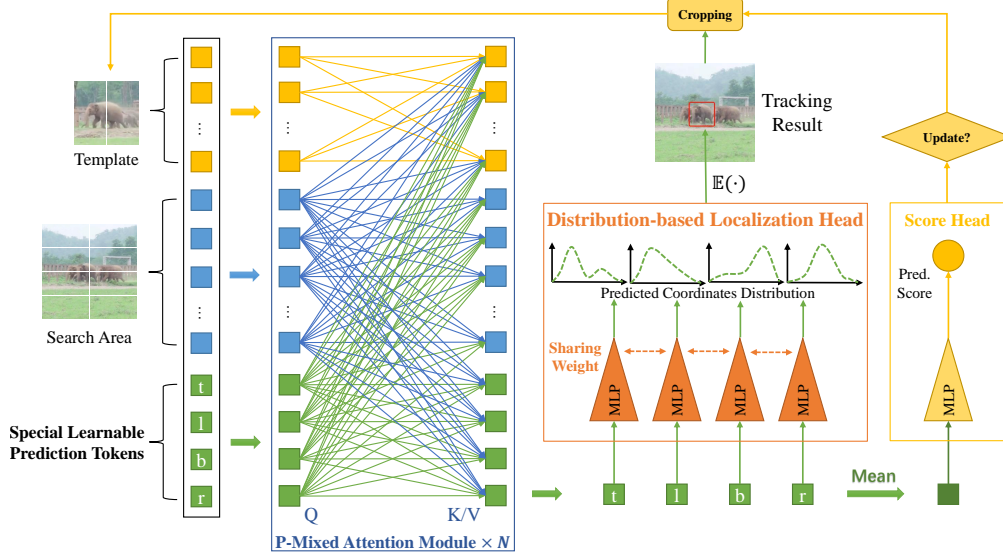 Cropping
Template
⋮
⋮
⋮
Tracking
Result
𝔼(·)
Update?
Search Area
⋮
⋮
Special Learnable
Prediction Tokens
t
l
b
r
Q
K/V
P-Mixed Attention Module × N
Distribution-based Localization Head
Predicted Coordinates Distribution
Sharing
Weight
MLP
MLP
MLP
MLP
t
l
b
r
Mean
Score Head
Pred.
Score
MLP